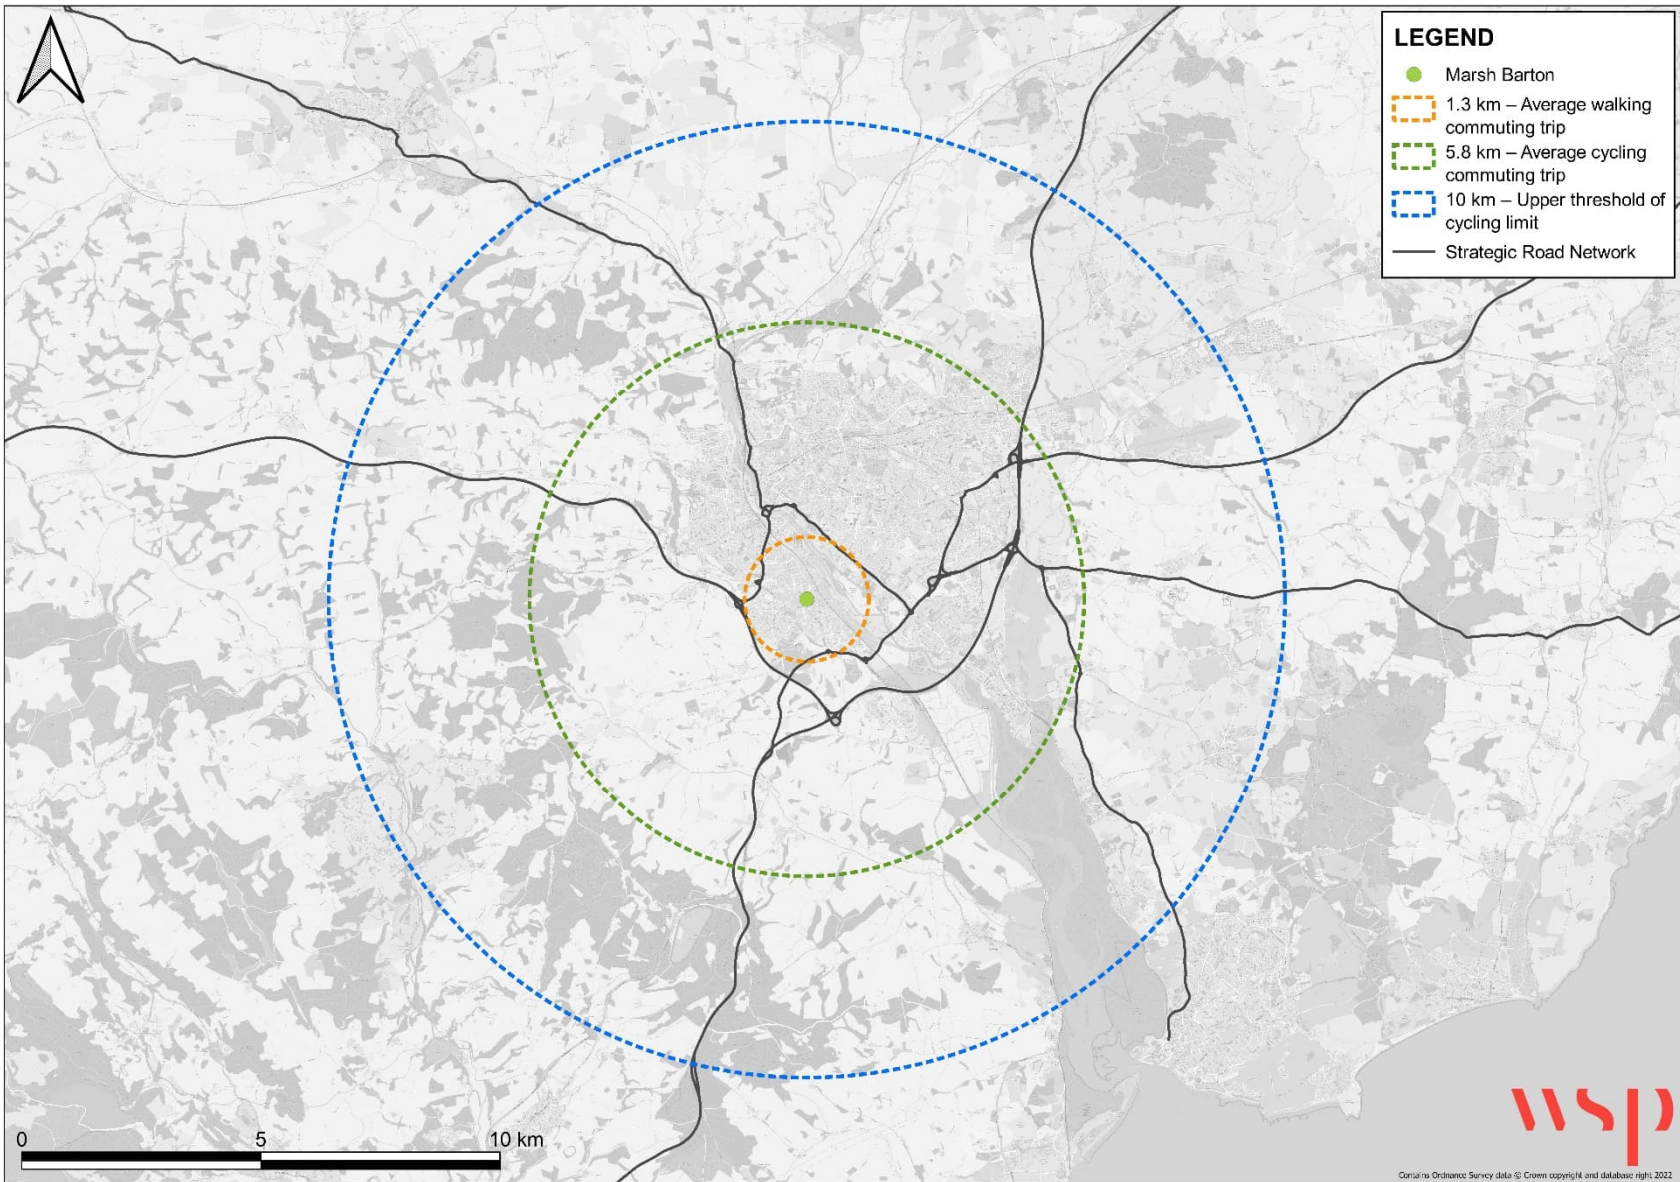 LEGEND
Marsh Barton
1.3 km – Average walking
commuting trip
5.8 km – Average cycling
commuting trip
10 km – Upper threshold of
cycling limit
Strategic Road Network
0 5 10 km
wsp
Contains Ordnance Survey data © Crown copyright and database right 2022